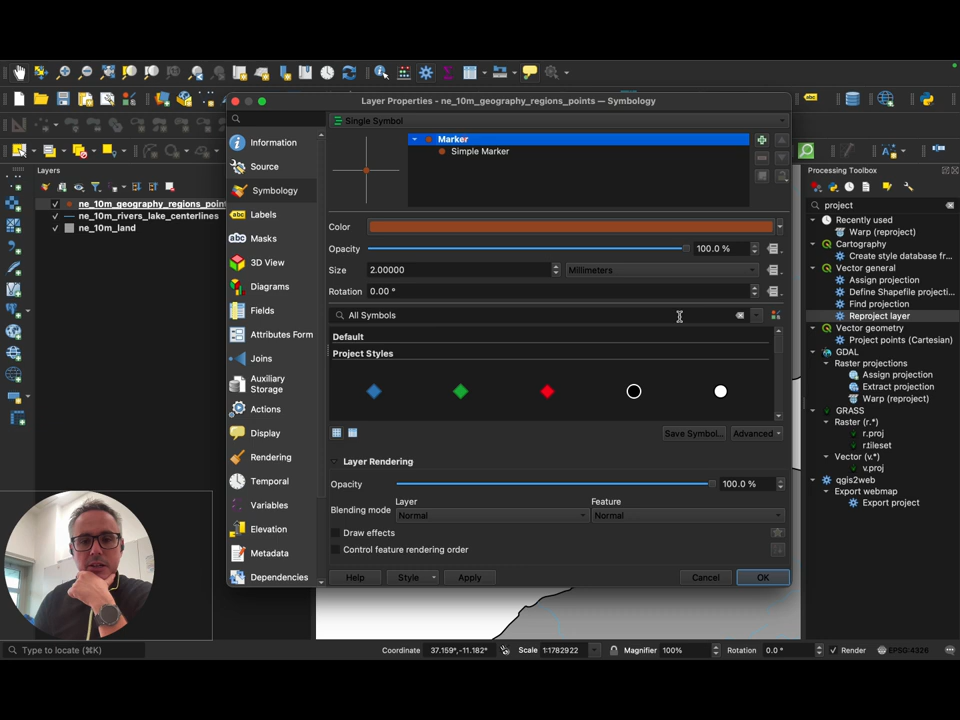 Layer Properties - ne_10m_geography_regions_points — Symbology
Layers
ne_10m_geography_regions_point
ne_10m_rivers_lake_centerlines
ne_10m_land
Information
Source
Symbology
Labels
Masks
3D View
Diagrams
Fields
Attributes Form
Joins
Auxiliary
Storage
Actions
Display
Rendering
Temporal
Variables
Elevation
Metadata
Dependencies
Single Symbol
Marker
Simple Marker
Color
Opacity 100.0 %
Size 2.00000 Millimeters
Rotation 0.00 °
All Symbols
Default
Project Styles
Save Symbol... Advanced
Layer Rendering
Opacity 100.0 %
Layer Feature
Blending mode Normal Normal
Draw effects
Control feature rendering order
Help Style Apply Cancel OK
Processing Toolbox
project
Recently used
Warp (reproject)
Cartography
Create style database fr...
Vector general
Assign projection
Define Shapefile projecti...
Find projection
Reproject layer
Vector geometry
Project points (Cartesian)
GDAL
Raster projections
Assign projection
Extract projection
Warp (reproject)
GRASS
Raster (r.*)
r.proj
r.tileset
Vector (v.*)
v.proj
qgis2web
Export webmap
Export project
Type to locate (⌘K) Coordinate 37.159°,-11.182° Scale 1:1782922 Magnifier 100% Rotation 0.0 ° Render EPSG:4326